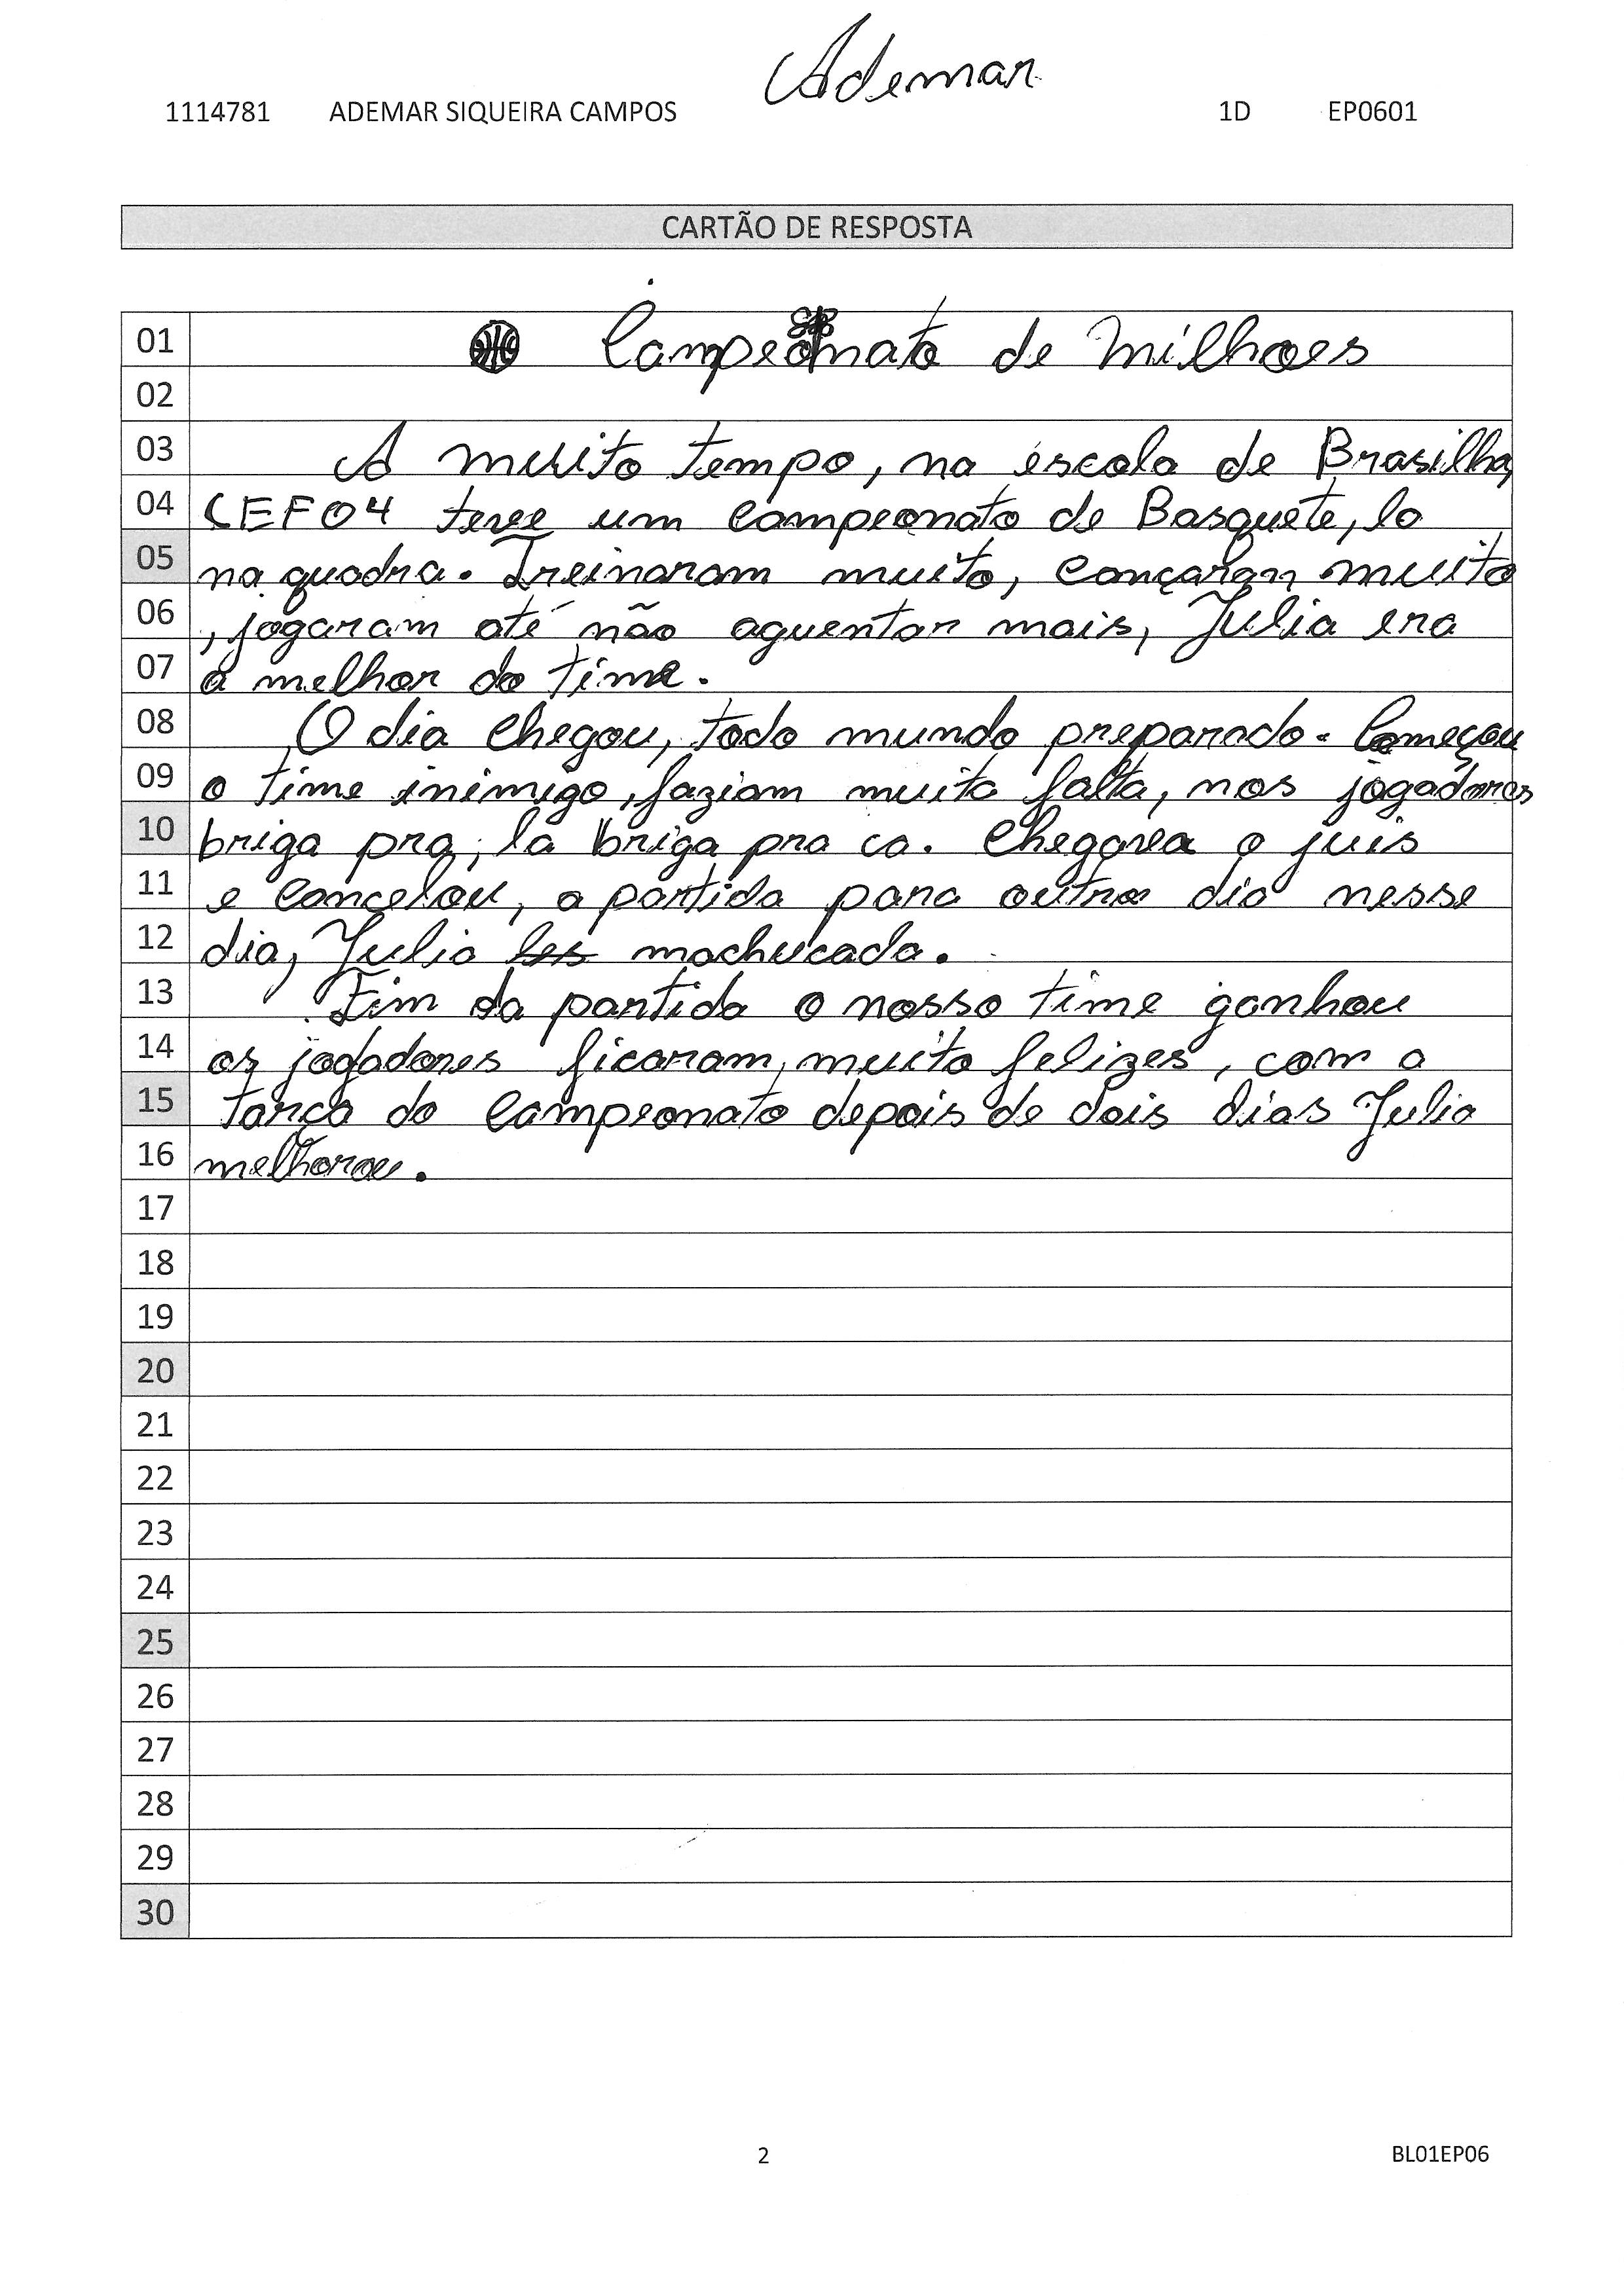 Ademar
1114781 ADEMAR SIQUEIRA CAMPOS 1D EP0601
CARTÃO DE RESPOSTA
01 Campeonato de Milhoes
02
03 A muito tempo, na escola de Brasilha,
04 CEF04 teve um campeonato de Basquete, la
05 na quadra. Treinaram muito, cançaram muito
06 , jogaram até não aguentar mais, Julia era
07 a melhor do time.
08 O dia chegou, todo mundo preparado. Começou
09 o time inimigo, faziam muita falta, nos jogadores
10 briga pra, la briga pra ca. Chegava o juis
11 e cancelou, a partida para outro dia nesse
12 dia, Julia machucada.
13 Fim da partida o nosso time ganhou
14 os jogadores ficaram, muito felizes, com a
15 tarça do campeonato depois de dois dias Julia
16 melhorou.
17
18
19
20
21
22
23
24
25
26
27
28
29
30
2 BL01EP06